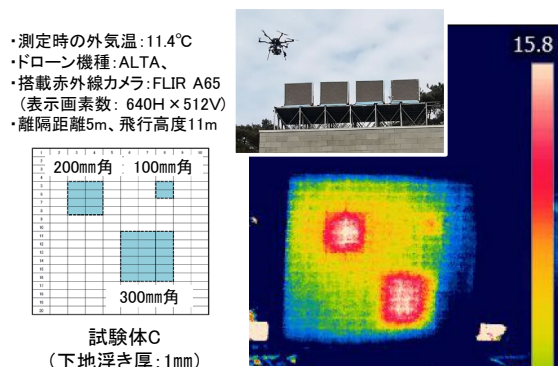 ・測定時の外気温:11.4℃
・ドローン機種:ALTA、
・搭載赤外線カメラ:FLIR A65
(表示画素数: 640H×512V)
・離隔距離5m、飛行高度11m
15.8
200mm角 100mm角
300mm角
試験体C
(下地浮き厚:1mm)